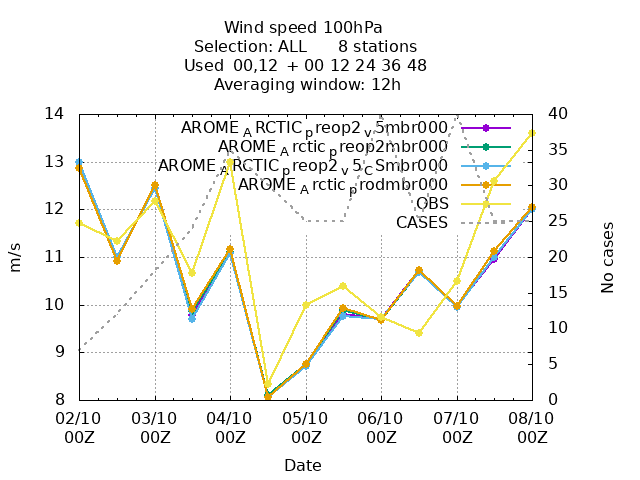 Wind speed 100hPa
Selection: ALL 8 stations
Used 00,12 + 00 12 24 36 48
Averaging window: 12h
14 40
AROME_ARCTIC_preop2_v5mbr000
AROME_Arctic_preop2mbr000
AROME_ARCTIC_preop2_v5_CSmbr000
AROME_Arctic_prodmbr000
OBS
CASES
13 35
12 30
11 25
10 20
9 15
8 10
5
0
m/s
No cases
02/10 03/10 04/10 05/10 06/10 07/10 08/10
00Z 00Z 00Z 00Z 00Z 00Z 00Z
Date